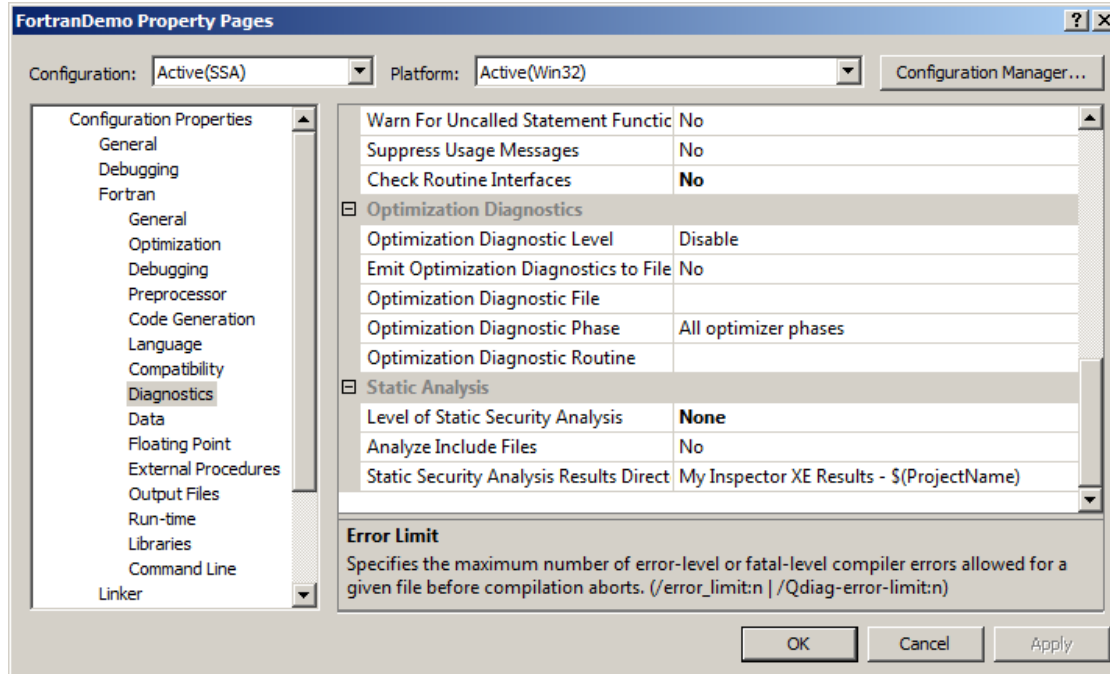 FortranDemo Property Pages
Configuration: Active(SSA) Platform: Active(Win32) Configuration Manager...
Configuration Properties
General
Debugging
Fortran
General
Optimization
Debugging
Preprocessor
Code Generation
Language
Compatibility
Diagnostics
Data
Floating Point
External Procedures
Output Files
Run-time
Libraries
Command Line
Linker
Warn For Uncalled Statement Functic No
Suppress Usage Messages No
Check Routine Interfaces No
Optimization Diagnostics
Optimization Diagnostic Level Disable
Emit Optimization Diagnostics to File No
Optimization Diagnostic File
Optimization Diagnostic Phase All optimizer phases
Optimization Diagnostic Routine
Static Analysis
Level of Static Security Analysis None
Analyze Include Files No
Static Security Analysis Results Direct My Inspector XE Results - $(ProjectName)
Error Limit
Specifies the maximum number of error-level or fatal-level compiler errors allowed for a
given file before compilation aborts. (/error_limit:n | /Qdiag-error-limit:n)
OK Cancel Apply